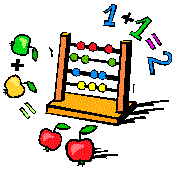 1+1=2
+
=